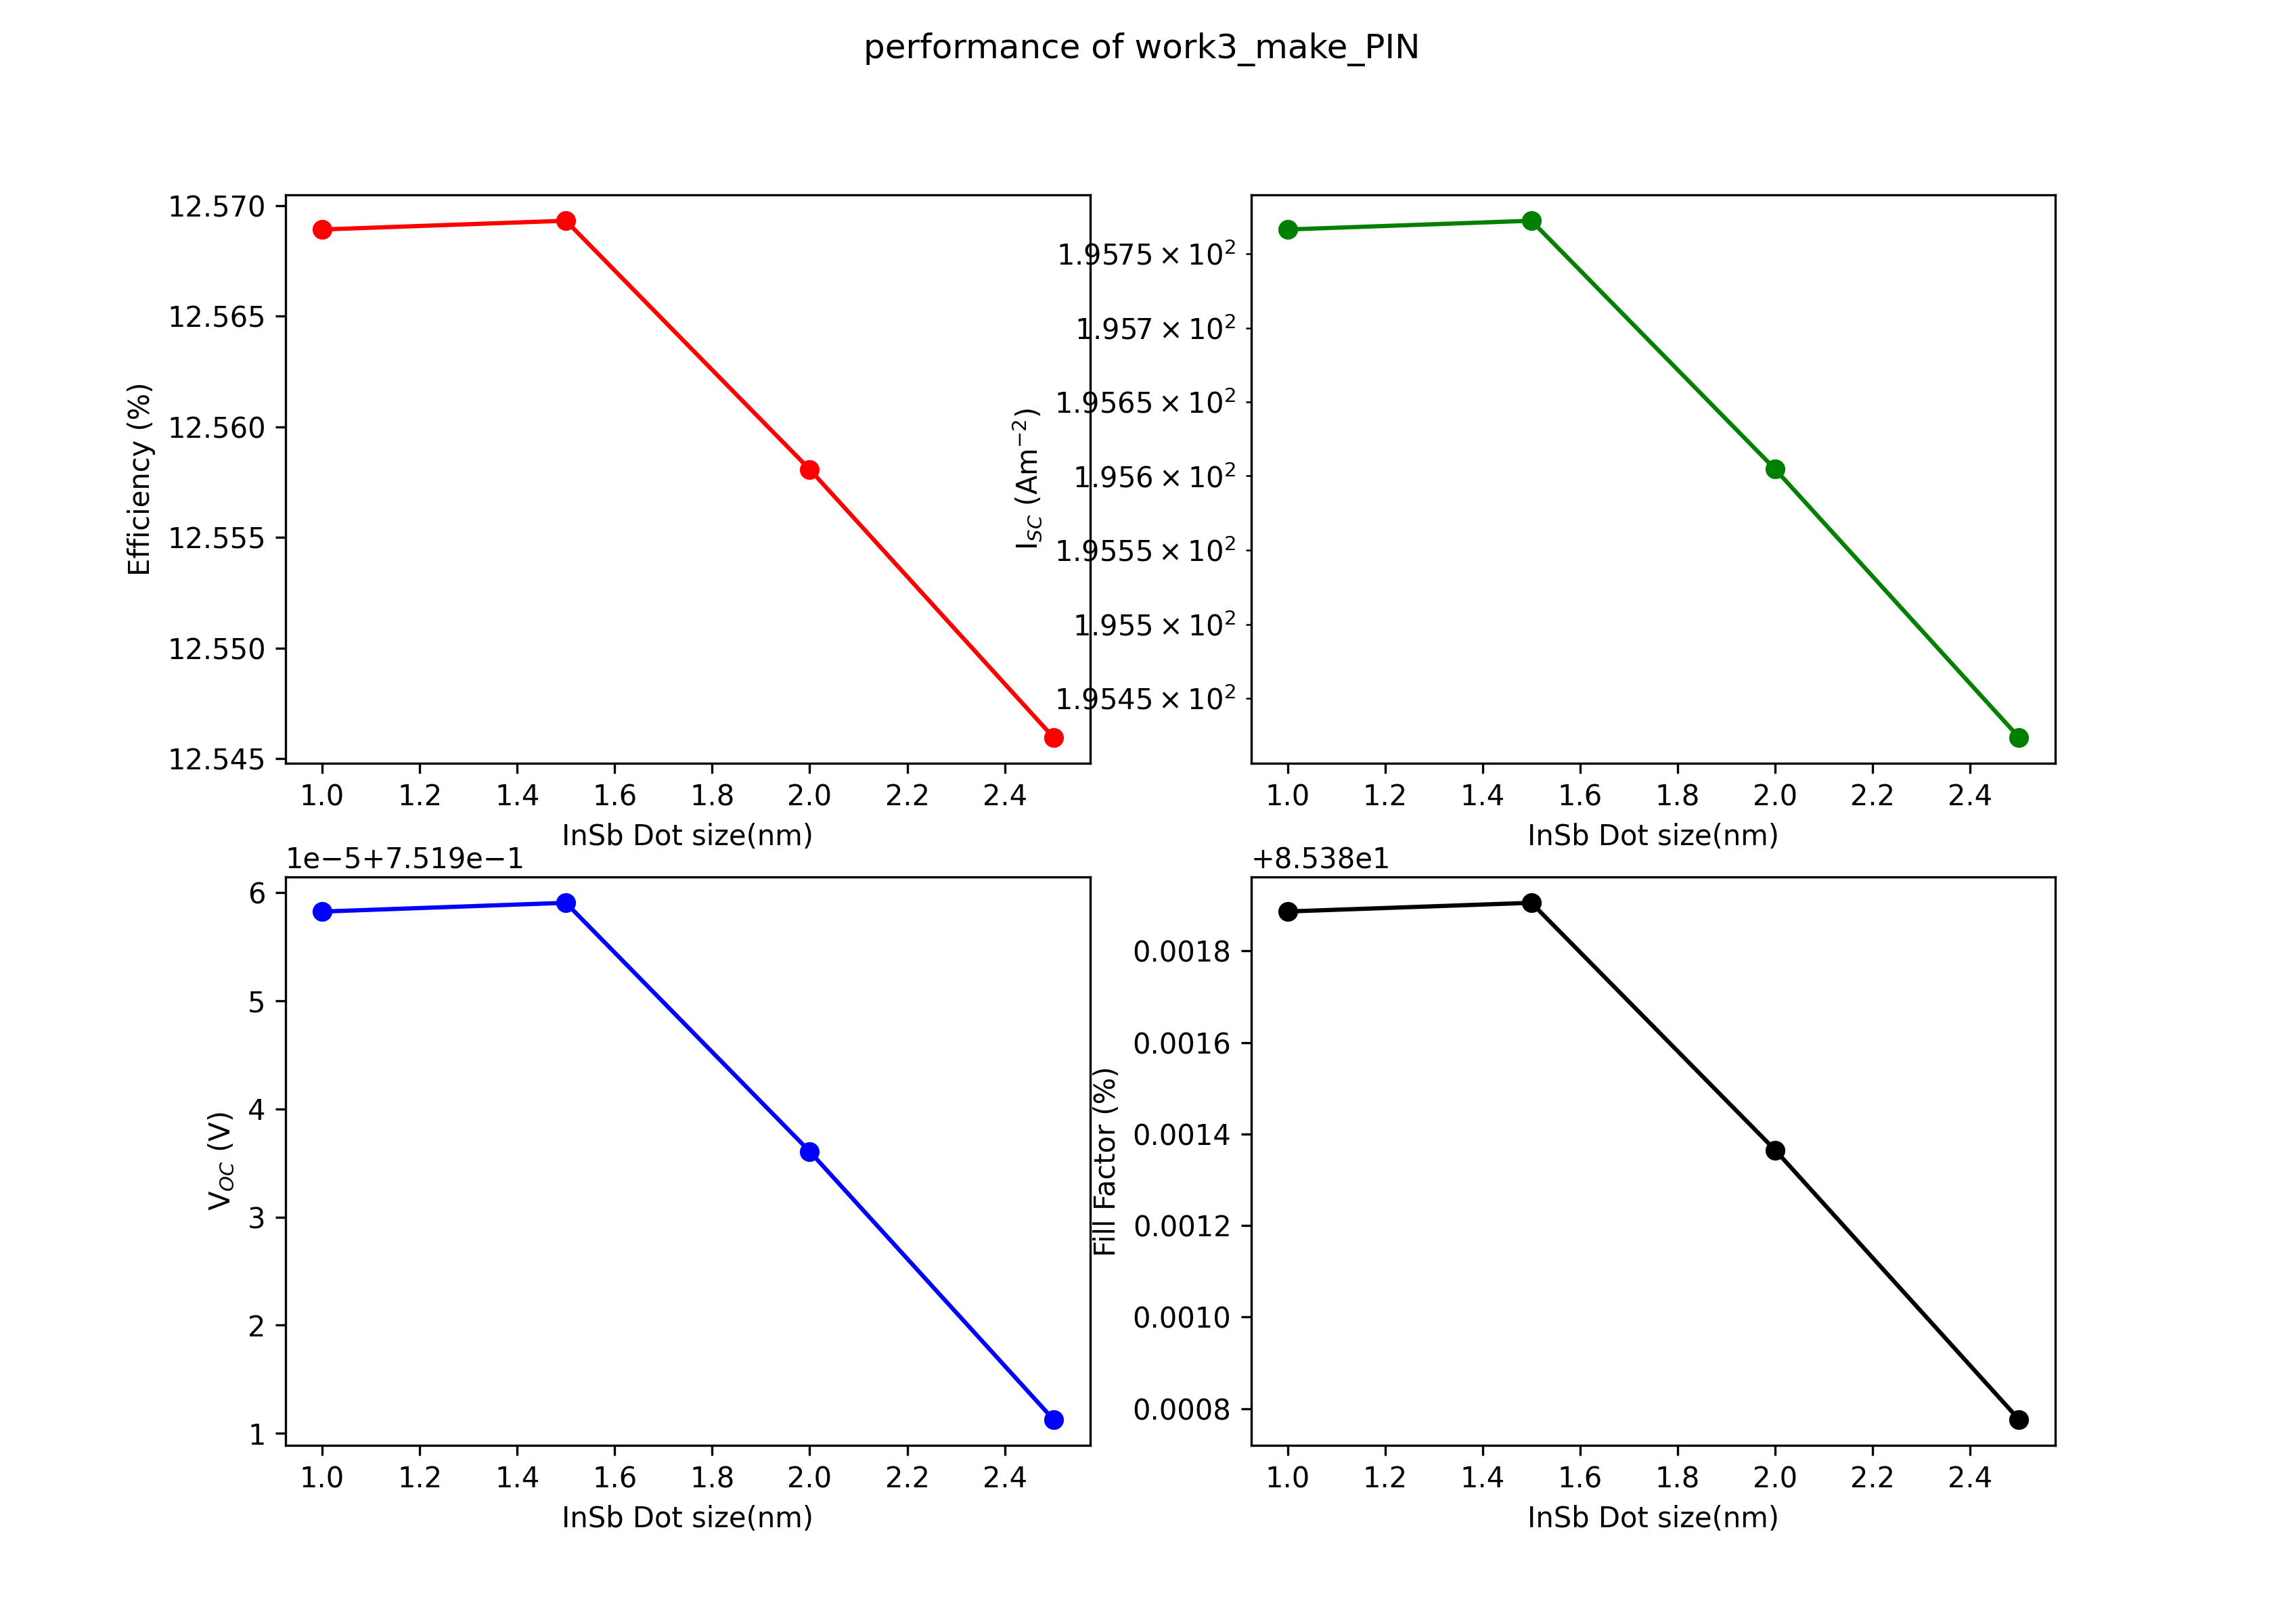 performance of work3_make_PIN
Efficiency (%)
12.570
12.565
12.560
12.555
12.550
12.545
1.0 1.2 1.4 1.6 1.8 2.0 2.2 2.4
InSb Dot size(nm)
I_SC (Am⁻²)
1.9575 × 10²
1.957 × 10²
1.9565 × 10²
1.956 × 10²
1.9555 × 10²
1.955 × 10²
1.9545 × 10²
1.0 1.2 1.4 1.6 1.8 2.0 2.2 2.4
InSb Dot size(nm)
1e−5+7.519e−1
V_OC (V)
6
5
4
3
2
1
1.0 1.2 1.4 1.6 1.8 2.0 2.2 2.4
InSb Dot size(nm)
+8.538e1
Fill Factor (%)
0.0018
0.0016
0.0014
0.0012
0.0010
0.0008
1.0 1.2 1.4 1.6 1.8 2.0 2.2 2.4
InSb Dot size(nm)